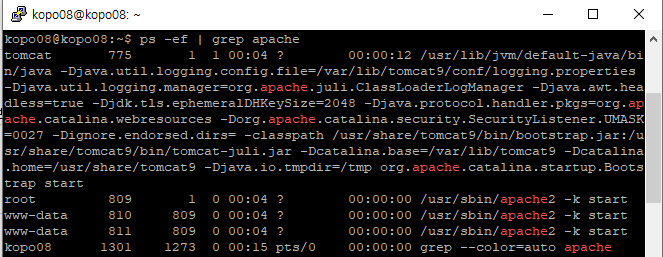 kopo08@kopo08: ~
kopo08@kopo08:~$ ps -ef | grep apache
tomcat       775       1  1 00:04 ?        00:00:12 /usr/lib/jvm/default-java/bi
n/java -Djava.util.logging.config.file=/var/lib/tomcat9/conf/logging.properties
-Djava.util.logging.manager=org.apache.juli.ClassLoaderLogManager -Djava.awt.hea
dless=true -Djdk.tls.ephemeralDHKeySize=2048 -Djava.protocol.handler.pkgs=org.ap
ache.catalina.webresources -Dorg.apache.catalina.security.SecurityListener.UMASK
=0027 -Dignore.endorsed.dirs= -classpath /usr/share/tomcat9/bin/bootstrap.jar:/u
sr/share/tomcat9/bin/tomcat-juli.jar -Dcatalina.base=/var/lib/tomcat9 -Dcatalina
.home=/usr/share/tomcat9 -Djava.io.tmpdir=/tmp org.apache.catalina.startup.Boots
trap start
root         809       1  0 00:04 ?        00:00:00 /usr/sbin/apache2 -k start
www-data     810     809  0 00:04 ?        00:00:00 /usr/sbin/apache2 -k start
www-data     811     809  0 00:04 ?        00:00:00 /usr/sbin/apache2 -k start
kopo08      1301    1273  0 00:15 pts/0    00:00:00 grep --color=auto apache